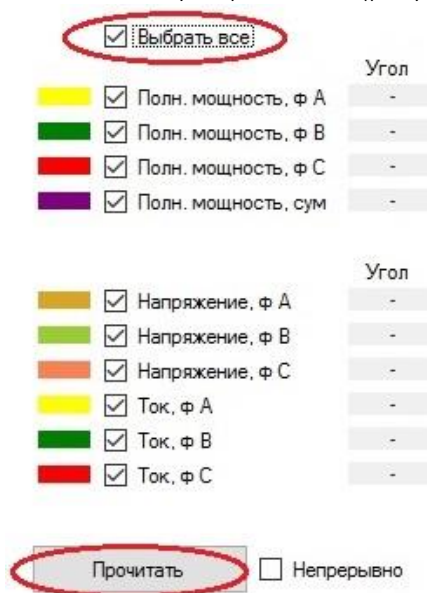 Выбрать все
Угол
Полн. мощность, ф A -
Полн. мощность, ф B -
Полн. мощность, ф C -
Полн. мощность, сум -
Угол
Напряжение, ф A -
Напряжение, ф B -
Напряжение, ф C -
Ток, ф A -
Ток, ф B -
Ток, ф C -
Прочитать Непрерывно